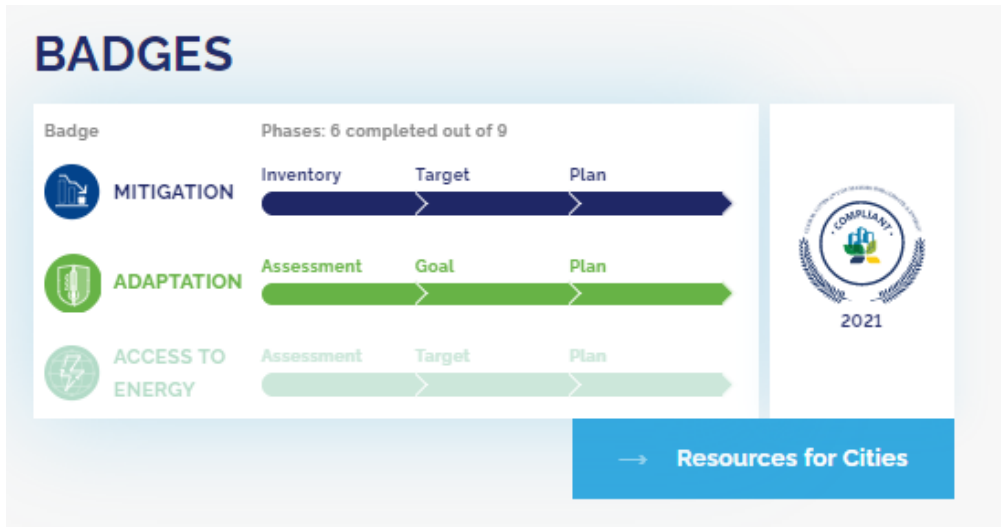 BADGES
Badge
Phases: 6 completed out of 9
MITIGATION
Inventory
Target
Plan
ADAPTATION
Assessment
Goal
Plan
ACCESS TO
ENERGY
Assessment
Target
Plan
COMPLIANT
2021
→ Resources for Cities